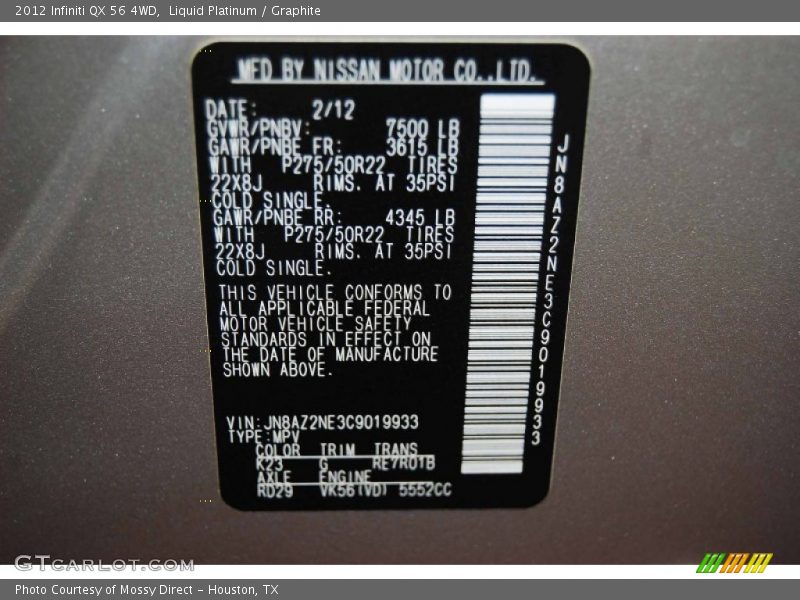 2012 Infiniti QX 56 4WD,  Liquid Platinum / Graphite
MFD BY NISSAN MOTOR CO.,LTD.
DATE: 2/12
GVWR/PNBV: 7500 LB
GAWR/PNBE FR: 3615 LB
WITH P275/50R22 TIRES
22X8J RIMS. AT 35PSI
COLD SINGLE.
GAWR/PNBE RR: 4345 LB
WITH P275/50R22 TIRES
22X8J RIMS. AT 35PSI
COLD SINGLE.
THIS VEHICLE CONFORMS TO
ALL APPLICABLE FEDERAL
MOTOR VEHICLE SAFETY
STANDARDS IN EFFECT ON
THE DATE OF MANUFACTURE
SHOWN ABOVE.
VIN:JN8AZ2NE3C9019933
TYPE:MPV
COLOR TRIM TRANS
K23 G RE7R01B
AXLE ENGINE
RD29 VK56(VD) 5552CC
JN8AZ2NE3C9019933
GTcarlot.com
Photo Courtesy of Mossy Direct - Houston, TX